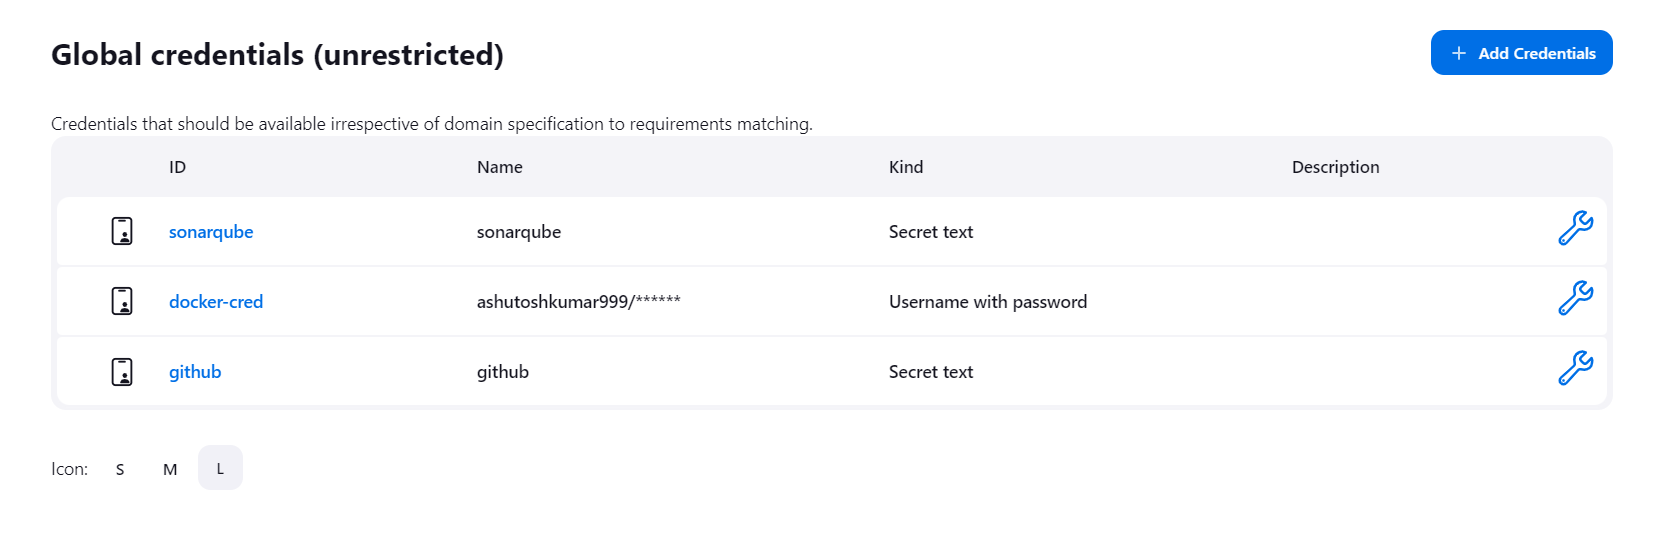 Global credentials (unrestricted)
+ Add Credentials
Credentials that should be available irrespective of domain specification to requirements matching.
ID Name Kind Description
sonarqube sonarqube Secret text
docker-cred ashutoshkumar999/****** Username with password
github github Secret text
Icon: S M L